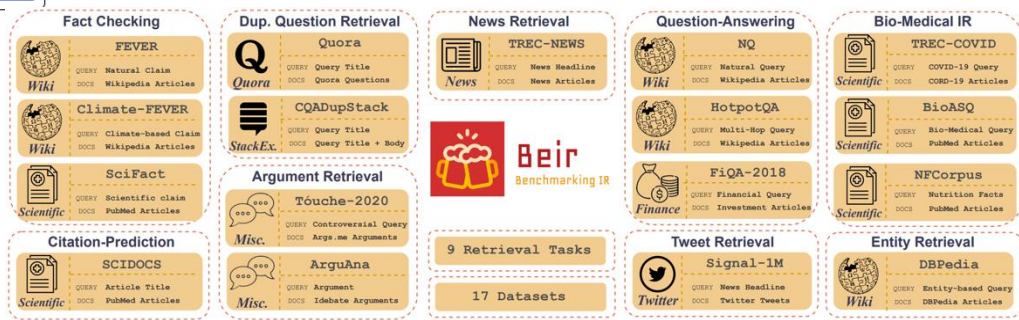 Fact Checking
FEVER
Wiki
QUERY Natural Claim
DOCS Wikipedia Articles
Climate-FEVER
Wiki
QUERY Climate-based Claim
DOCS Wikipedia Articles
SciFact
Scientific
QUERY Scientific claim
DOCS PubMed Articles
Citation-Prediction
SCIDOCS
Scientific
QUERY Article Title
DOCS PubMed Articles
Dup. Question Retrieval
Quora
Q
Quora
QUERY Query Title
DOCS Quora Questions
CQADupStack
StackEx.
QUERY Query Title
DOCS Query Title + Body
Argument Retrieval
Tóuche-2020
Misc.
QUERY Controversial Query
DOCS Args.me Arguments
ArguAna
Misc.
QUERY Argument
DOCS Idebate Arguments
News Retrieval
TREC-NEWS
News
QUERY News Headline
DOCS News Articles
Beir
Benchmarking IR
9 Retrieval Tasks
17 Datasets
Question-Answering
NQ
Wiki
QUERY Natural Query
DOCS Wikipedia Articles
HotpotQA
Wiki
QUERY Multi-Hop Query
DOCS Wikipedia Articles
FiQA-2018
Finance
QUERY Financial Query
DOCS Investment Articles
Tweet Retrieval
Signal-1M
Twitter
QUERY News Headline
DOCS Twitter Tweets
Bio-Medical IR
TREC-COVID
Scientific
QUERY COVID-19 Query
DOCS CORD-19 Articles
BioASQ
Scientific
QUERY Bio-Medical Query
DOCS PubMed Articles
NFCorpus
Scientific
QUERY Nutrition Facts
DOCS PubMed Articles
Entity Retrieval
DBPedia
Wiki
QUERY Entity-based Query
DOCS DBPedia Articles